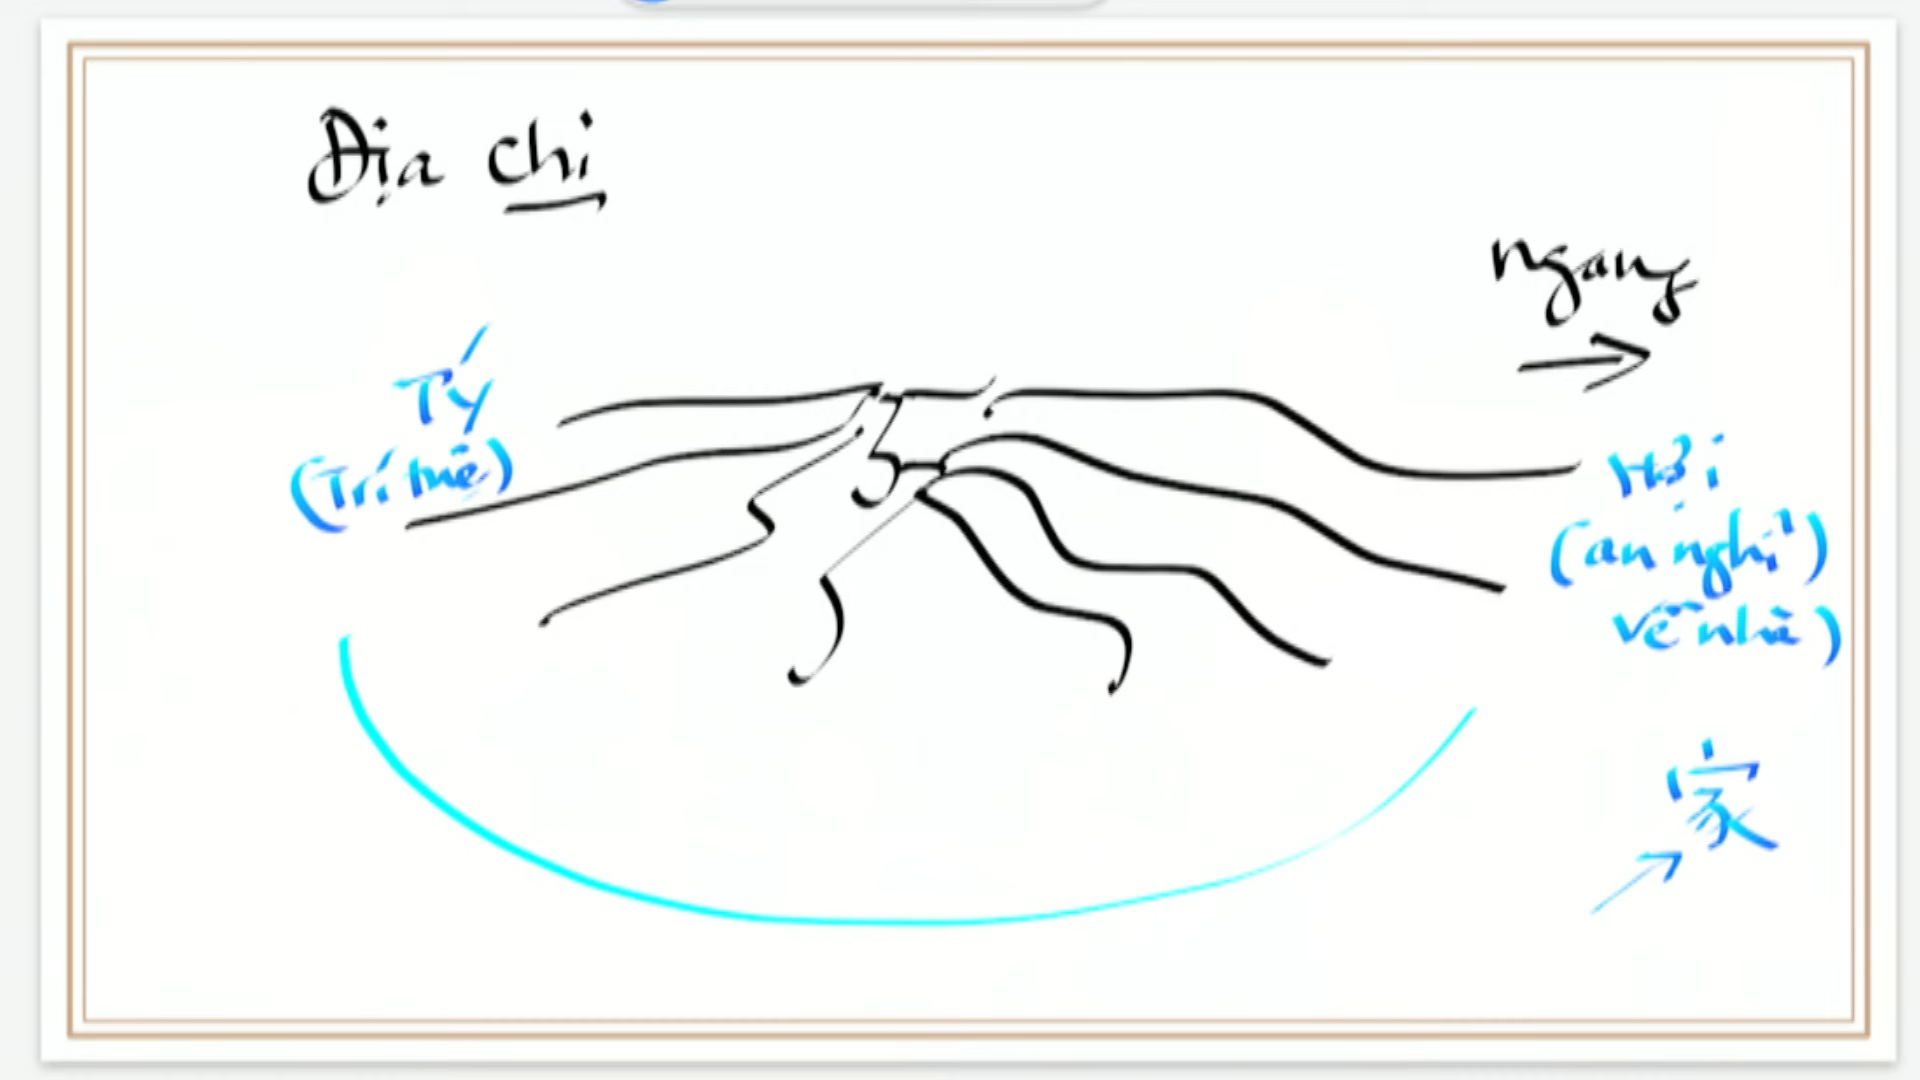 Địa chi
ngang
Tý
(Trí tuệ)
Hợi
(an nghỉ)
về nhà)
家